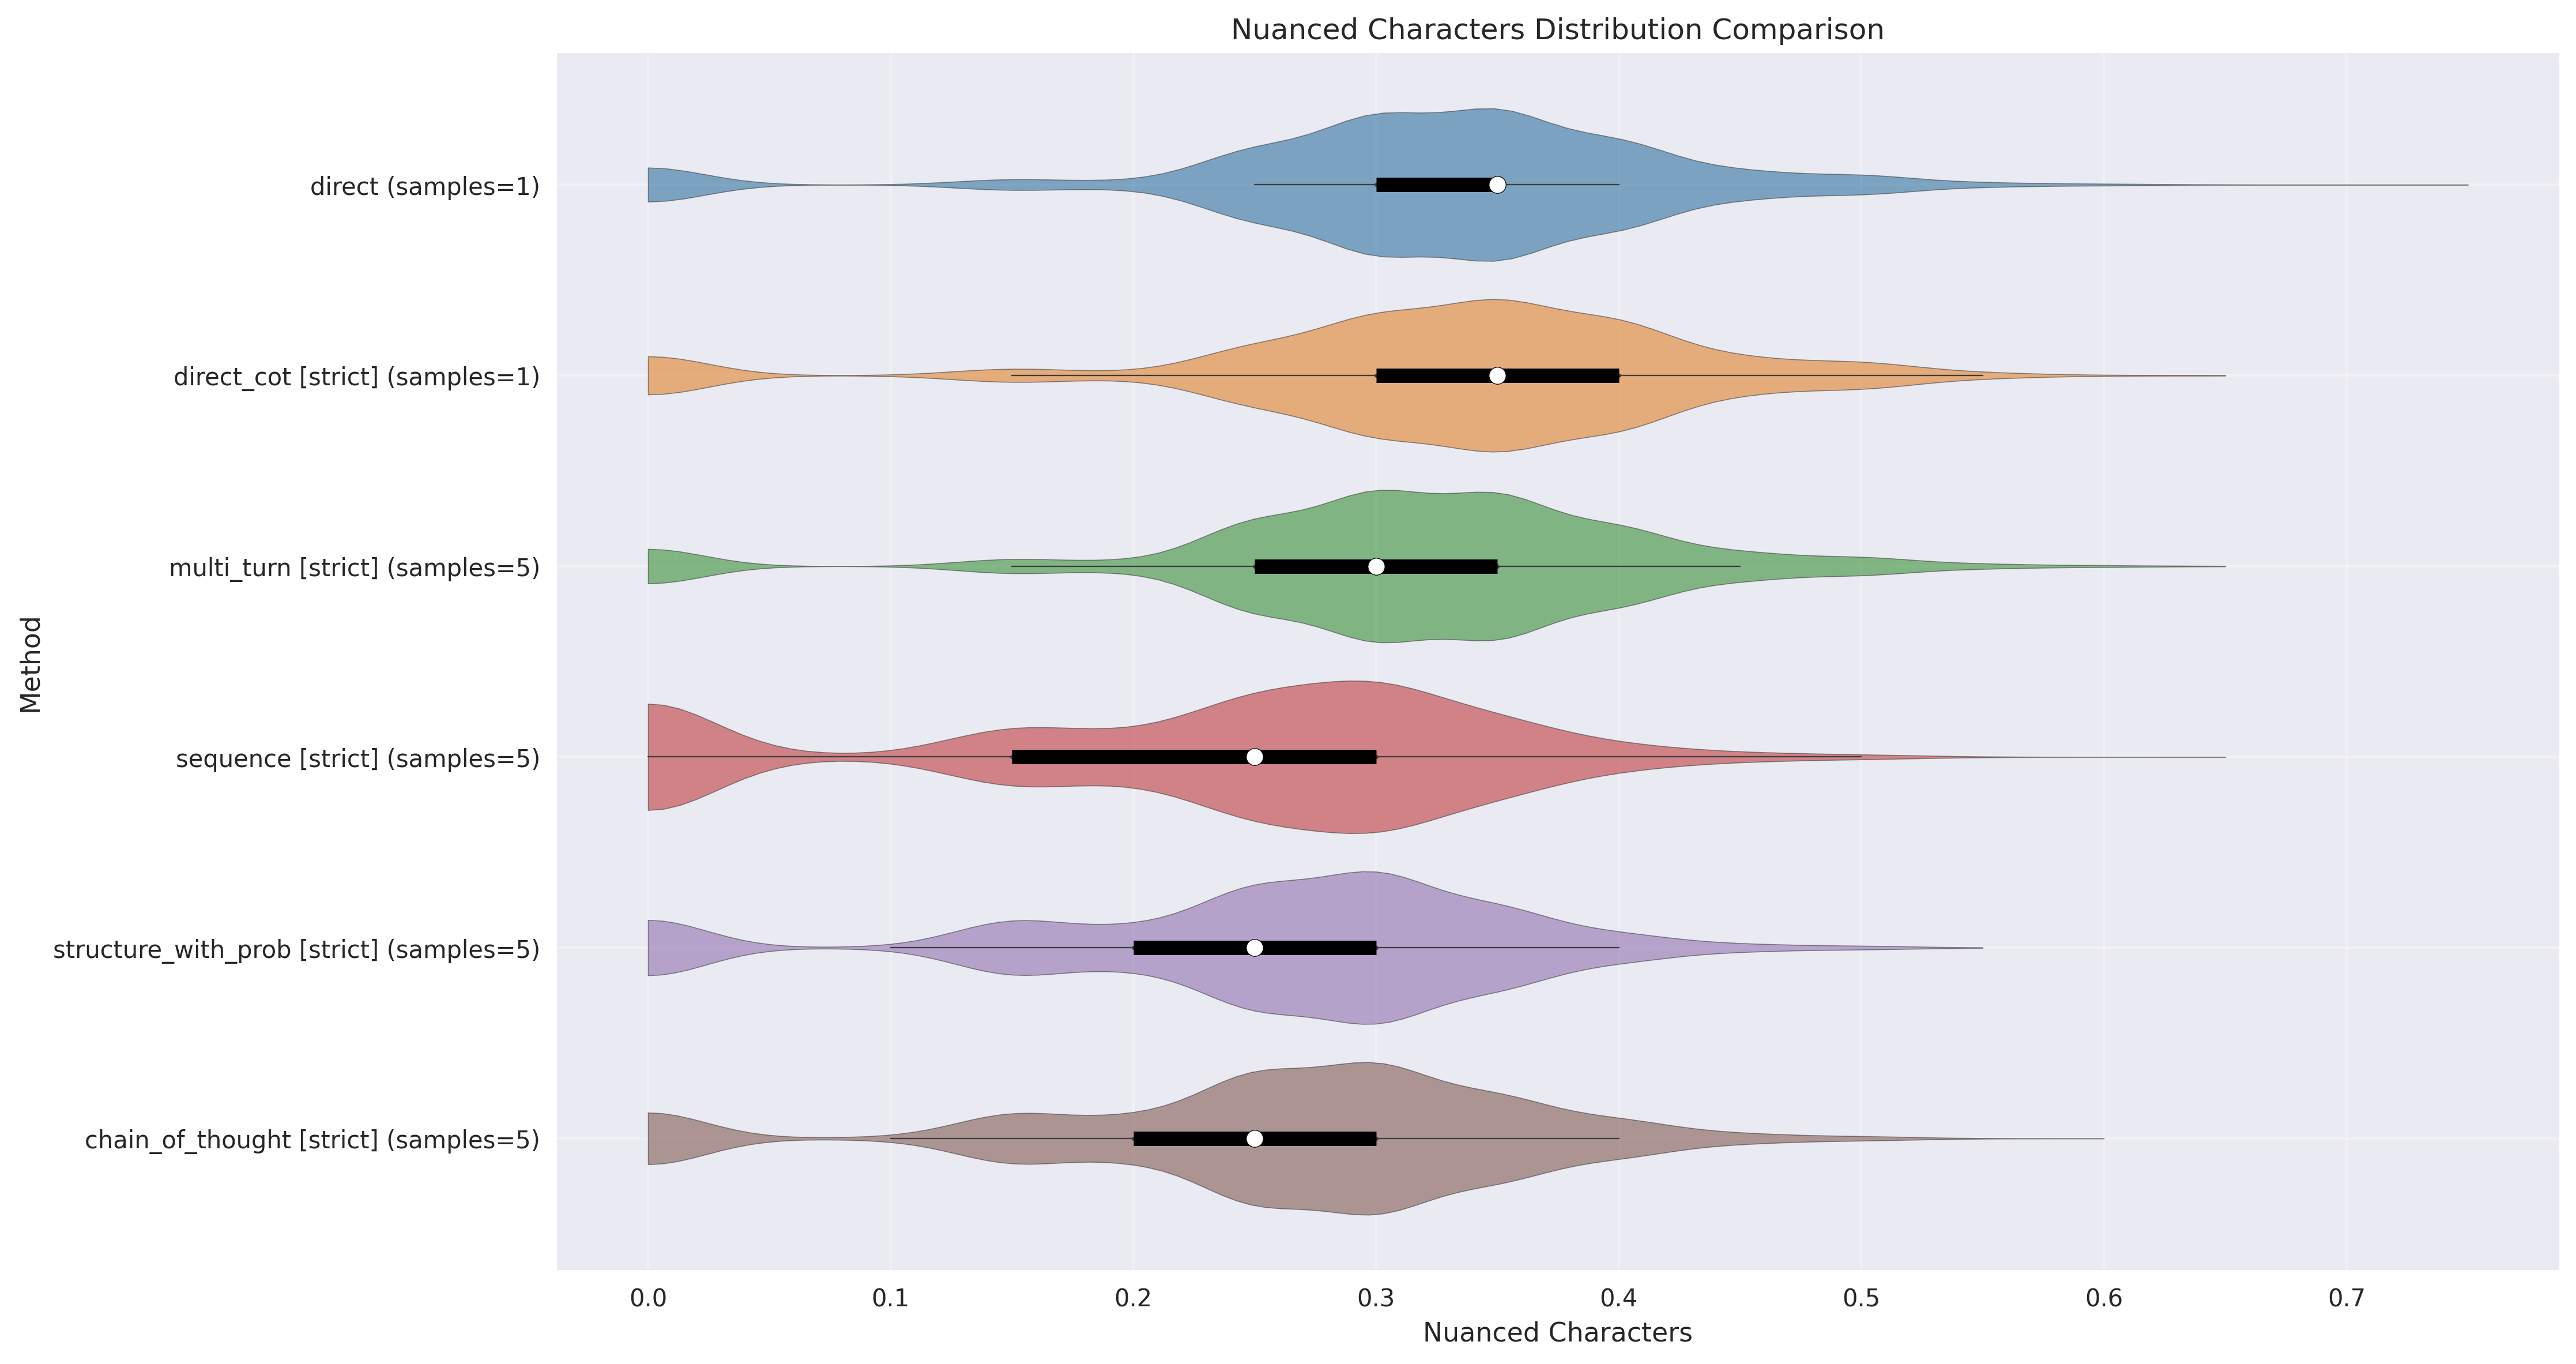 Nuanced Characters Distribution Comparison
Method
direct (samples=1)
direct_cot [strict] (samples=1)
multi_turn [strict] (samples=5)
sequence [strict] (samples=5)
structure_with_prob [strict] (samples=5)
chain_of_thought [strict] (samples=5)
0.0 0.1 0.2 0.3 0.4 0.5 0.6 0.7
Nuanced Characters